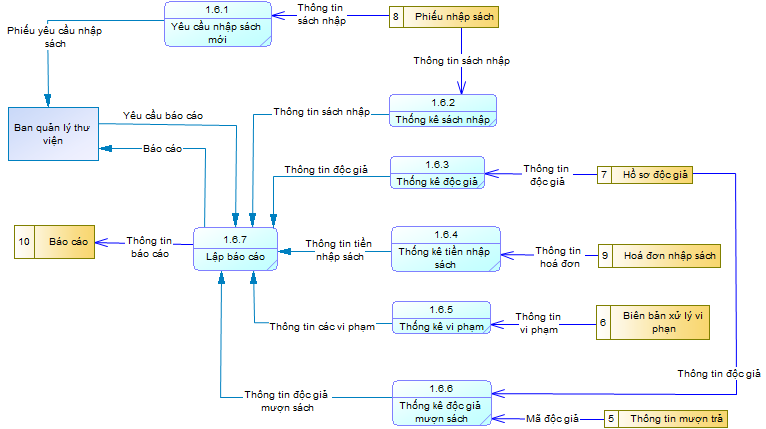 1.6.1
Yêu cầu nhập sách
mới
Thông tin
sách nhập
8 Phiếu nhập sách
Phiếu yêu cầu nhập
sách
Thông tin sách nhập
Ban quản lý thư
viện
Yêu cầu báo cáo
Báo cáo
Thông tin sách nhập
1.6.2
Thống kê sách nhập
Thông tin độc giả
1.6.3
Thống kê độc giả
Thông tin
độc giả
7 Hồ sơ độc giả
10 Báo cáo
Thông tin
báo cáo
1.6.7
Lập báo cáo
Thông tin tiền
nhập sách
1.6.4
Thống kê tiền nhập
sách
Thông tin
hoá đơn
9 Hoá đơn nhập sách
Thông tin các vi phạm
1.6.5
Thống kê vi phạm
Thông tin
vi phạm
6 Biên bản xử lý vi
phạn
Thông tin độc giả
Thông tin độc giả
mượn sách
1.6.6
Thống kê độc giả
mượn sách
Mã độc giả
5 Thông tin mượn trả